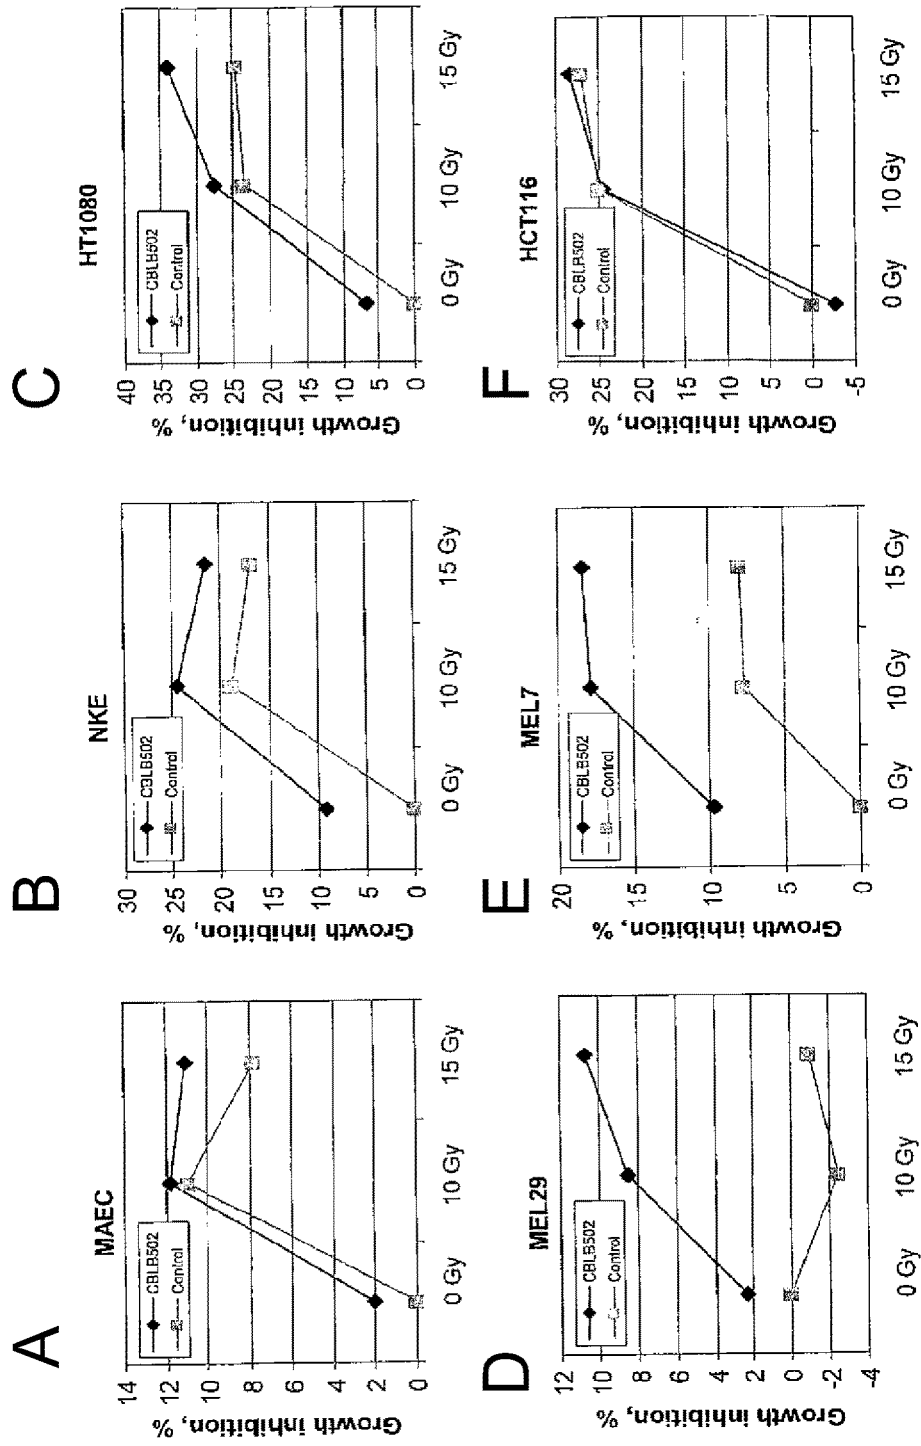 A
MAEC
CBLB502
Control
Growth inhibition, %
14
12
10
8
6
4
2
0
0 Gy
10 Gy
15 Gy
B
NKE
CBLB502
Control
Growth inhibition, %
30
25
20
15
10
5
0
0 Gy
10 Gy
15 Gy
C
HT1080
CBLB502
Control
Growth inhibition, %
40
35
30
25
20
15
10
5
0
0 Gy
10 Gy
15 Gy
D
MEL29
CBLB502
Control
Growth inhibition, %
12
10
8
6
4
2
0
-2
-4
0 Gy
10 Gy
15 Gy
E
MEL7
CBLB502
Control
Growth inhibition, %
20
15
10
5
0
0 Gy
10 Gy
15 Gy
F
HCT116
CBLB502
Control
Growth inhibition, %
30
25
20
15
10
5
0
-5
0 Gy
10 Gy
15 Gy